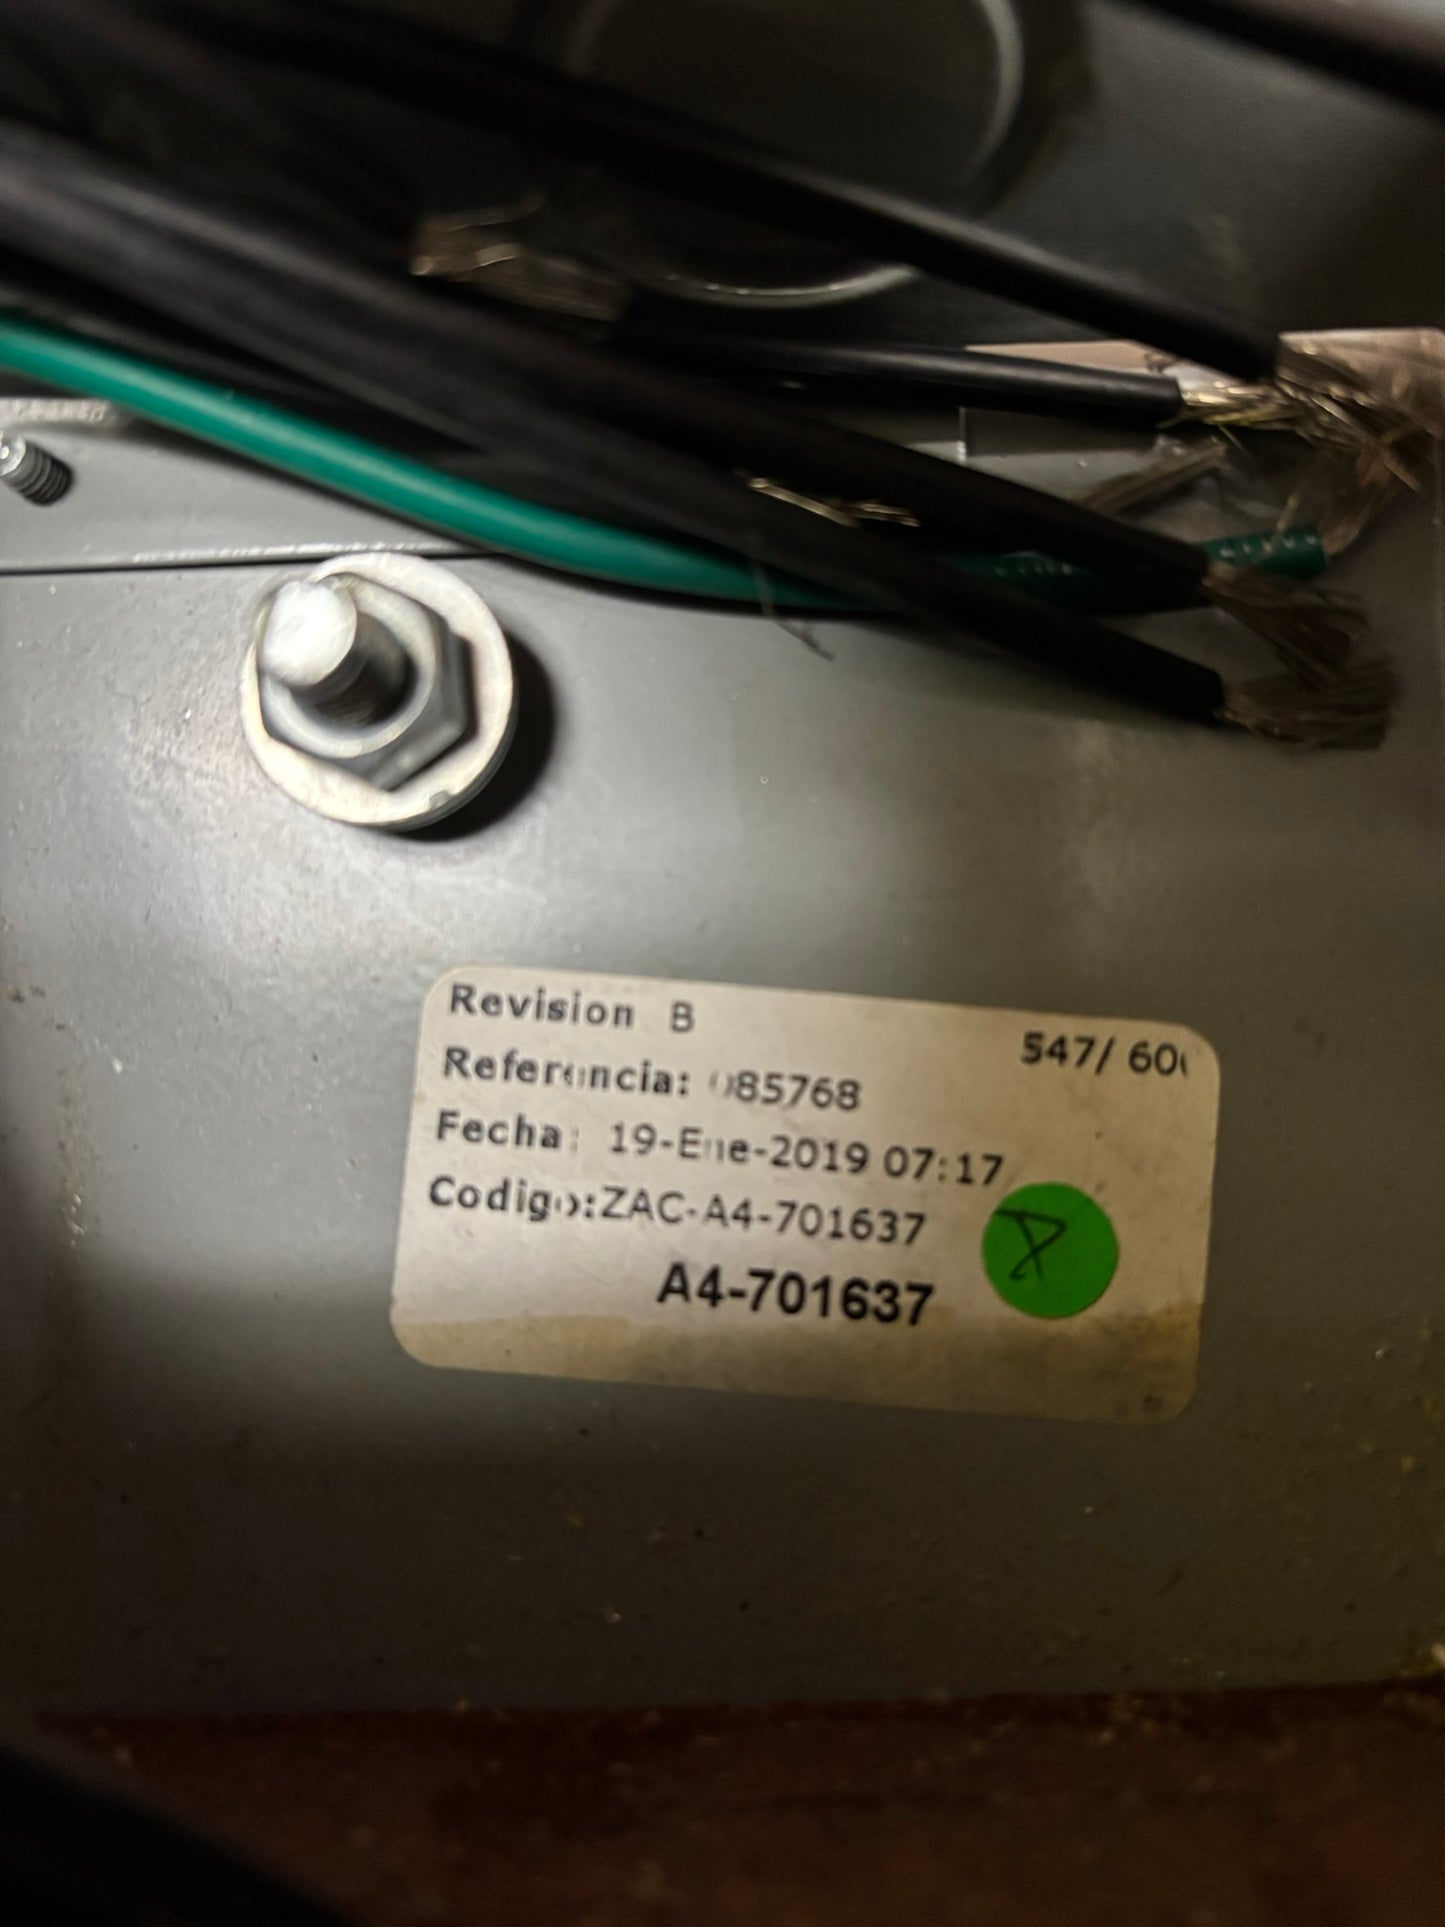 Revision B
547/ 60
Referencia: 085768
Fecha: 19-Ene-2019 07:17
Codigo:ZAC-A4-701637
A4-701637